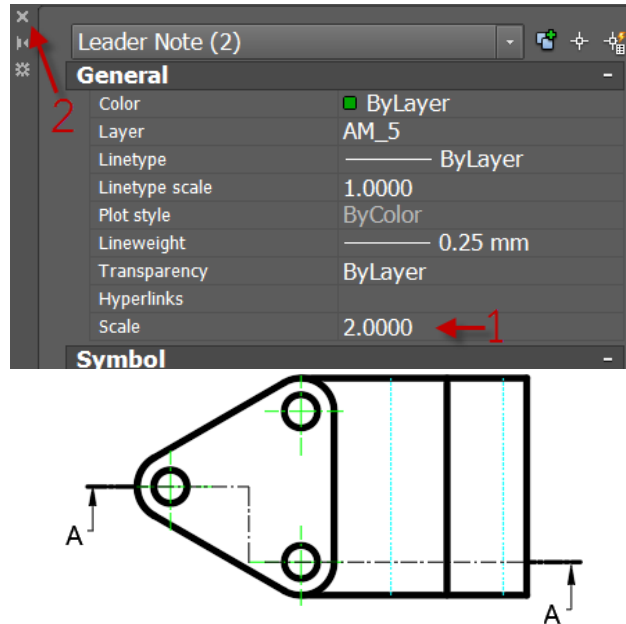 Leader Note (2)
General
Color ByLayer
2
Layer AM_5
Linetype ByLayer
Linetype scale 1.0000
Plot style ByColor
Lineweight 0.25 mm
Transparency ByLayer
Hyperlinks
Scale 2.0000 1
Symbol
A
A